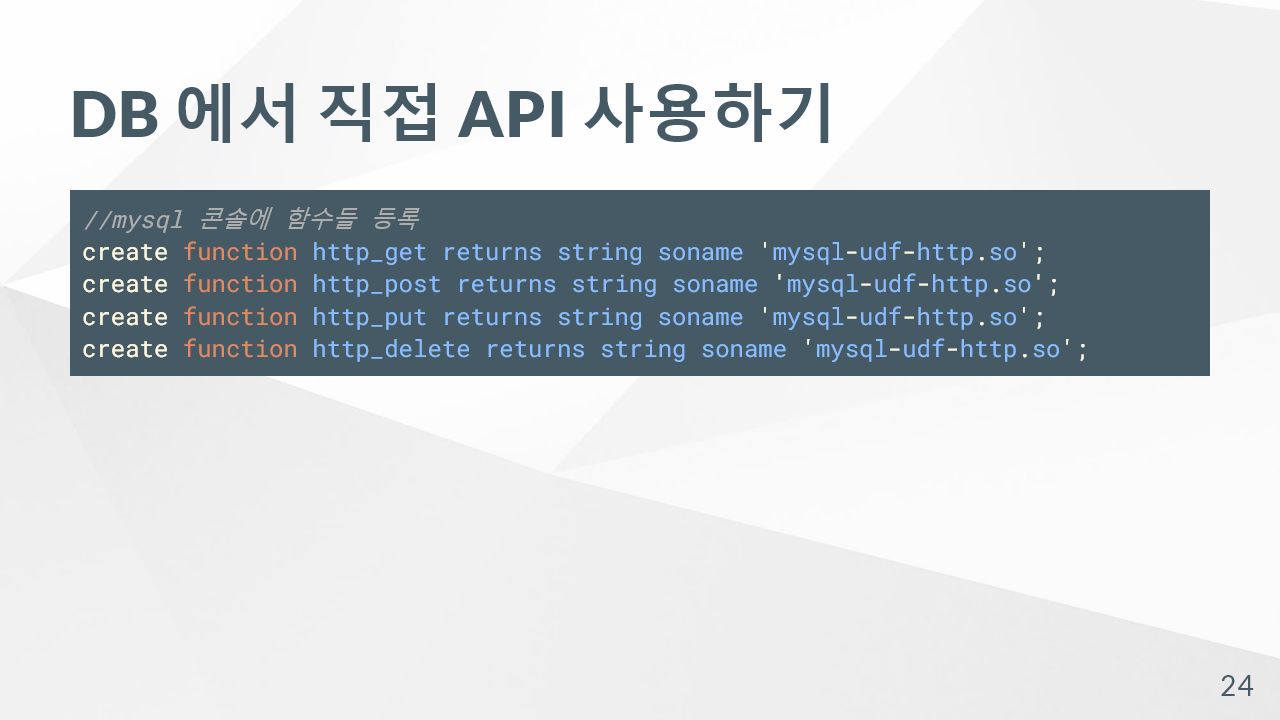 DB 에서 직접 API 사용하기
//mysql 콘솔에 함수들 등록
create function http_get returns string soname 'mysql-udf-http.so';
create function http_post returns string soname 'mysql-udf-http.so';
create function http_put returns string soname 'mysql-udf-http.so';
create function http_delete returns string soname 'mysql-udf-http.so';
24